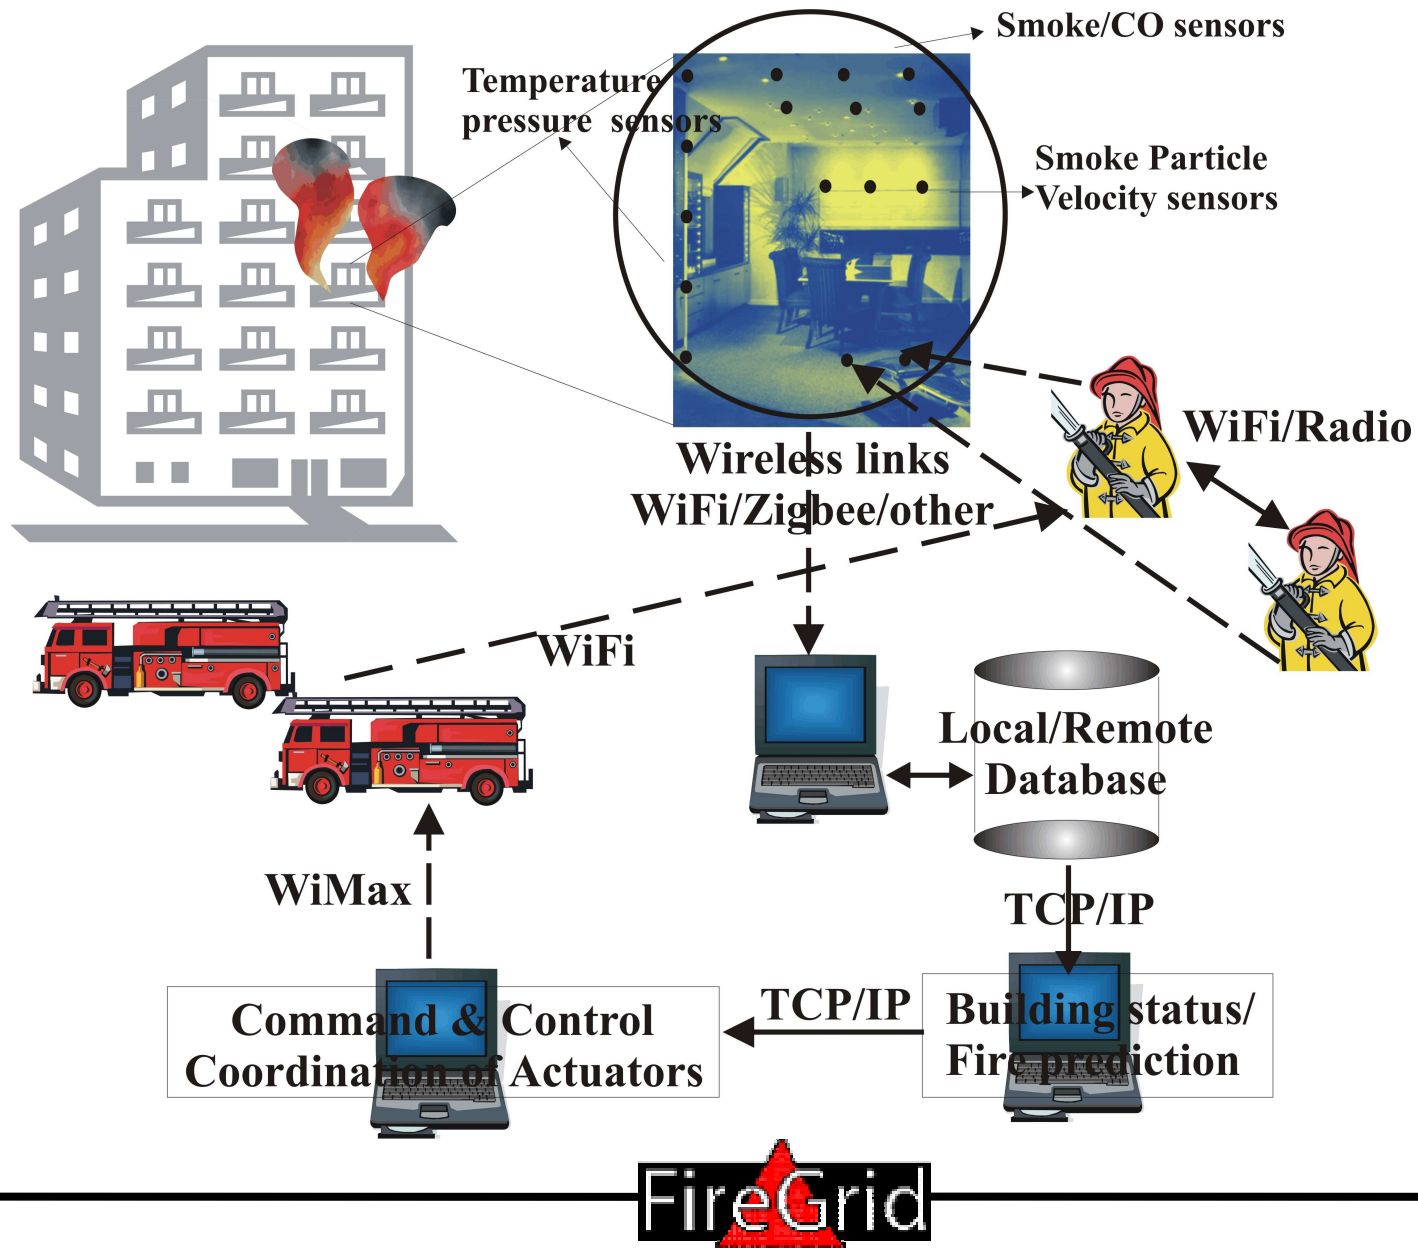 Smoke/CO sensors
Temperature
pressure sensors
Smoke Particle
Velocity sensors
WiFi/Radio
Wireless links
WiFi/Zigbee/other
WiFi
Local/Remote
Database
WiMax
TCP/IP
TCP/IP
Building status/
Fire prediction
Command & Control
Coordination of Actuators
FireGrid